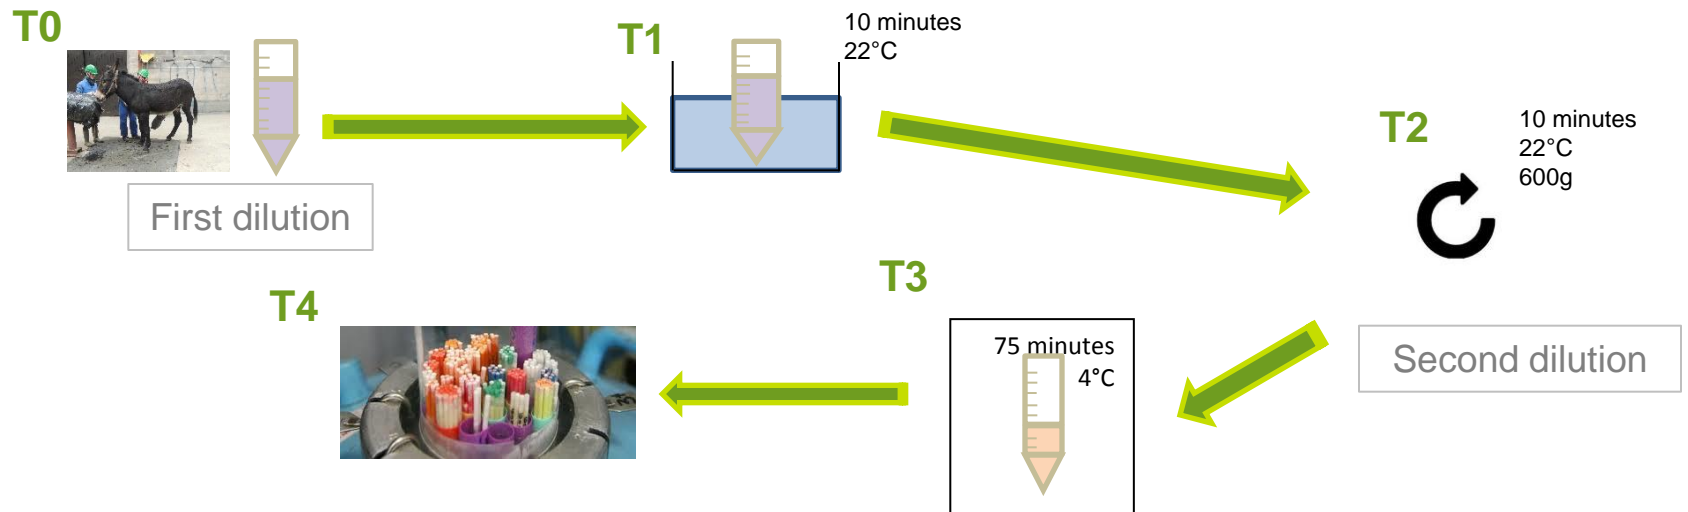 T0
First dilution
T1
10 minutes
22°C
T2
10 minutes
22°C
600g
Second dilution
T3
75 minutes
4°C
T4